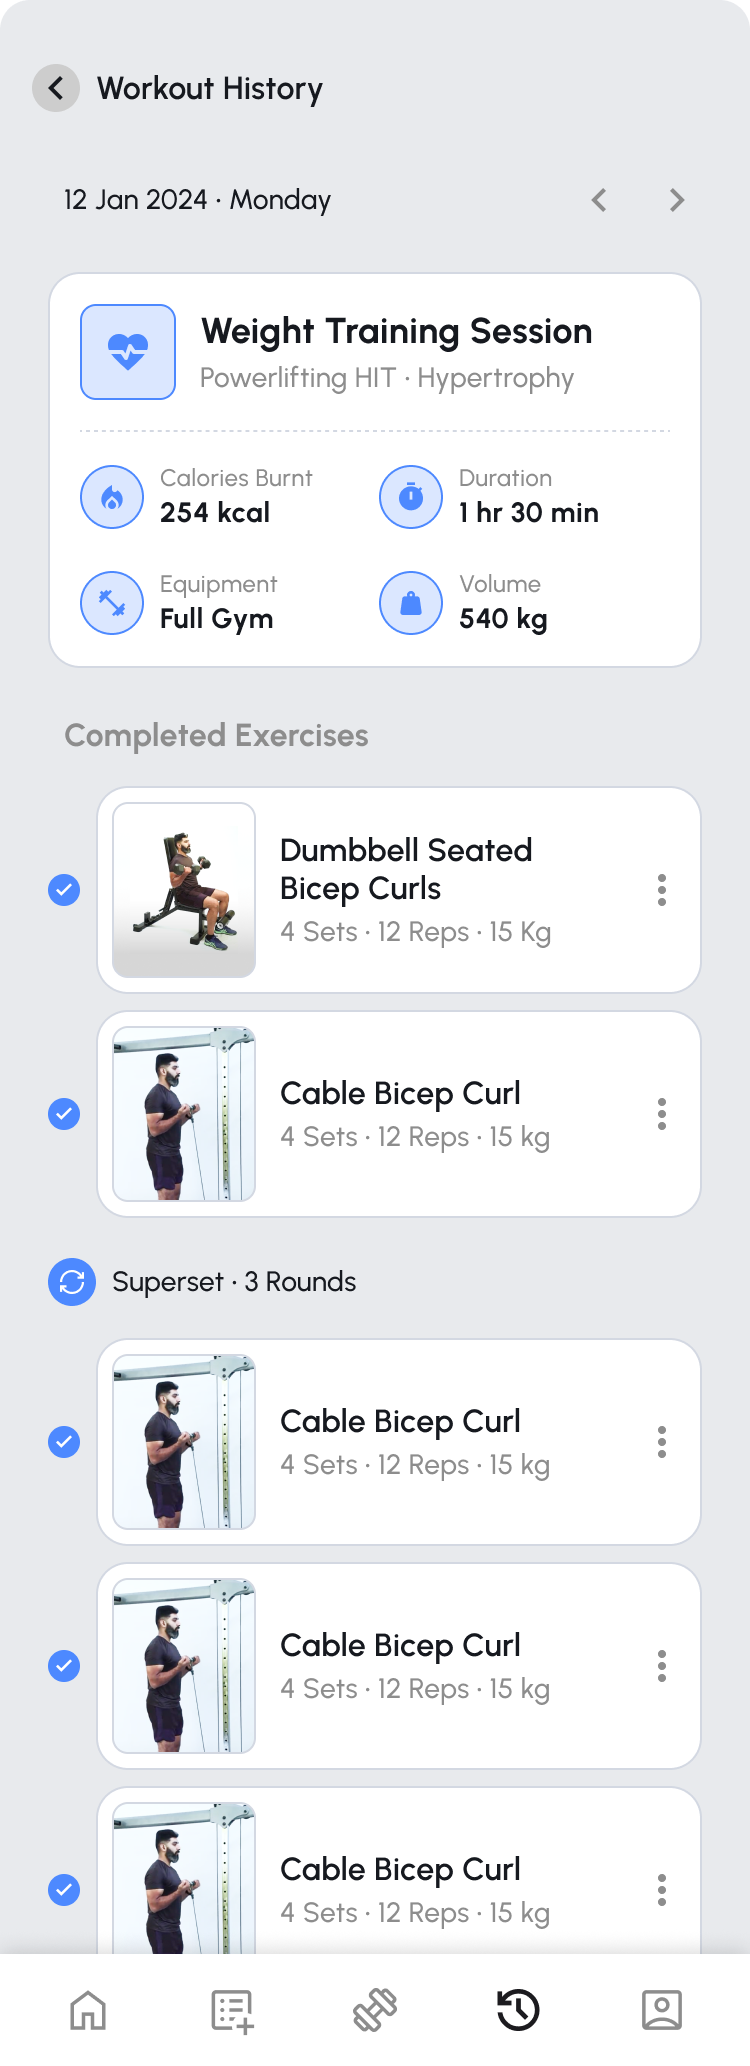 Workout History
12 Jan 2024 · Monday
Weight Training Session
Powerlifting HIT · Hypertrophy
Calories Burnt
254 kcal
Duration
1 hr 30 min
Equipment
Full Gym
Volume
540 kg
Completed Exercises
Dumbbell Seated
Bicep Curls
4 Sets · 12 Reps · 15 Kg
Cable Bicep Curl
4 Sets · 12 Reps · 15 kg
Superset · 3 Rounds
Cable Bicep Curl
4 Sets · 12 Reps · 15 kg
Cable Bicep Curl
4 Sets · 12 Reps · 15 kg
Cable Bicep Curl
4 Sets · 12 Reps · 15 kg